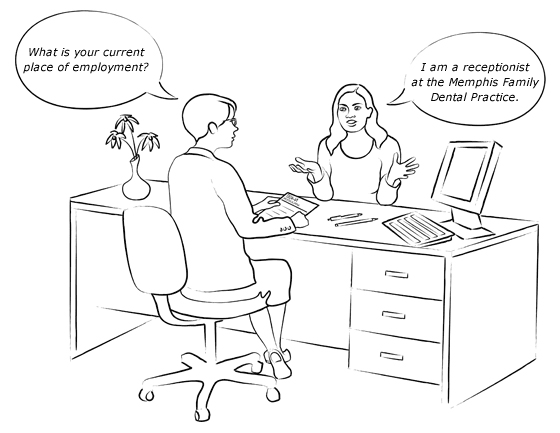 What is your current
place of employment?
I am a receptionist
at the Memphis Family
Dental Practice.